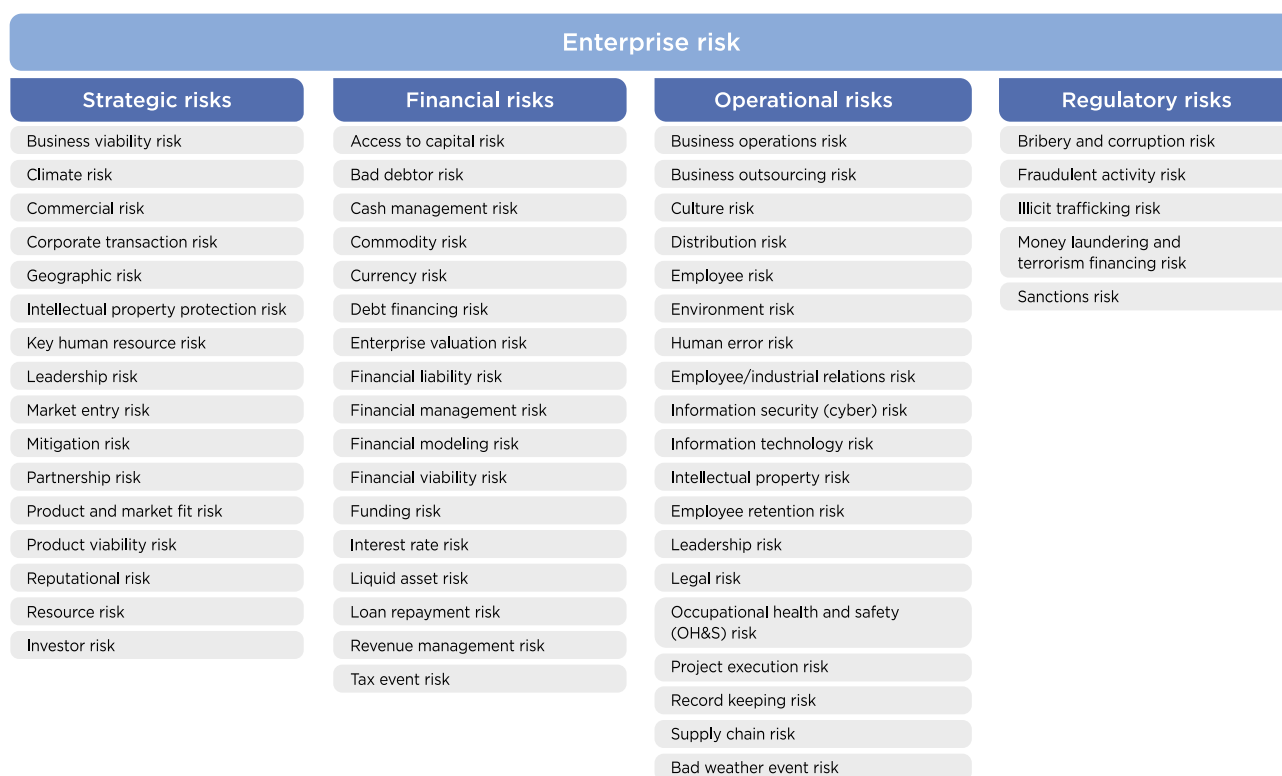 Enterprise risk
Strategic risks
Business viability risk
Climate risk
Commercial risk
Corporate transaction risk
Geographic risk
Intellectual property protection risk
Key human resource risk
Leadership risk
Market entry risk
Mitigation risk
Partnership risk
Product and market fit risk
Product viability risk
Reputational risk
Resource risk
Investor risk
Financial risks
Access to capital risk
Bad debtor risk
Cash management risk
Commodity risk
Currency risk
Debt financing risk
Enterprise valuation risk
Financial liability risk
Financial management risk
Financial modeling risk
Financial viability risk
Funding risk
Interest rate risk
Liquid asset risk
Loan repayment risk
Revenue management risk
Tax event risk
Operational risks
Business operations risk
Business outsourcing risk
Culture risk
Distribution risk
Employee risk
Environment risk
Human error risk
Employee/industrial relations risk
Information security (cyber) risk
Information technology risk
Intellectual property risk
Employee retention risk
Leadership risk
Legal risk
Occupational health and safety
(OH&S) risk
Project execution risk
Record keeping risk
Supply chain risk
Bad weather event risk
Regulatory risks
Bribery and corruption risk
Fraudulent activity risk
Illicit trafficking risk
Money laundering and
terrorism financing risk
Sanctions risk